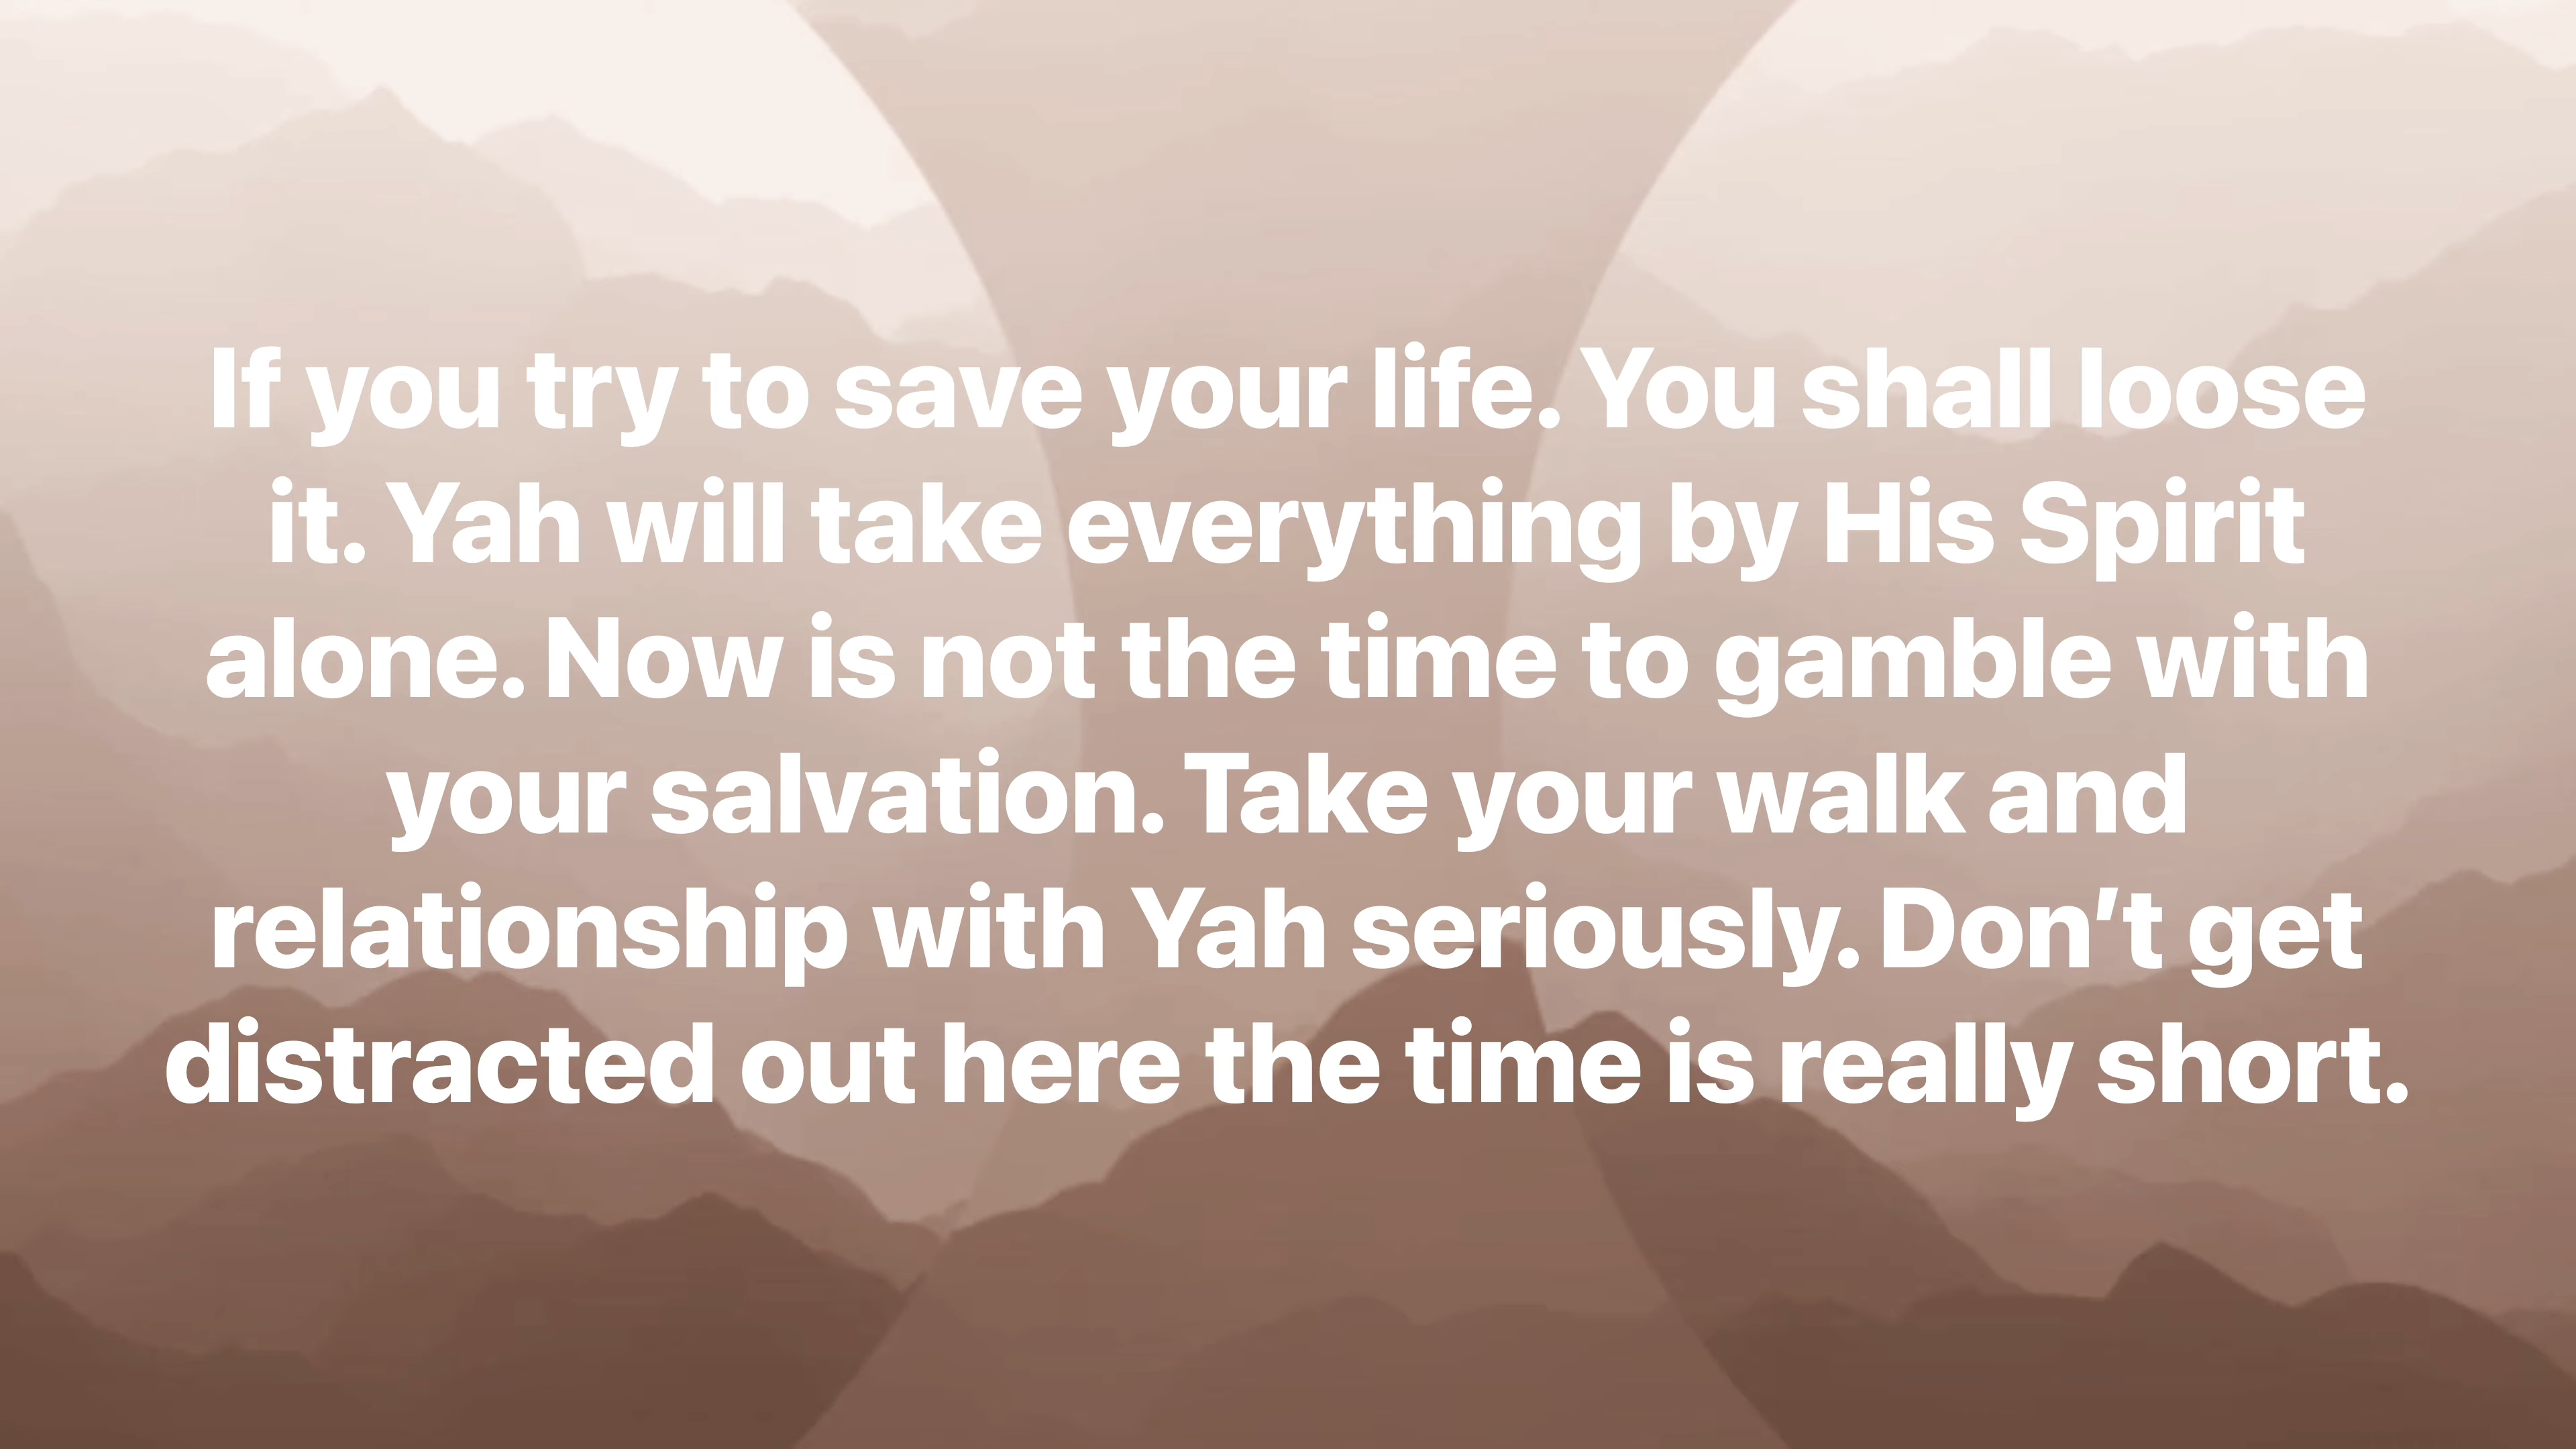 If you try to save your life. You shall loose
it. Yah will take everything by His Spirit
alone. Now is not the time to gamble with
your salvation. Take your walk and
relationship with Yah seriously. Don’t get
distracted out here the time is really short.